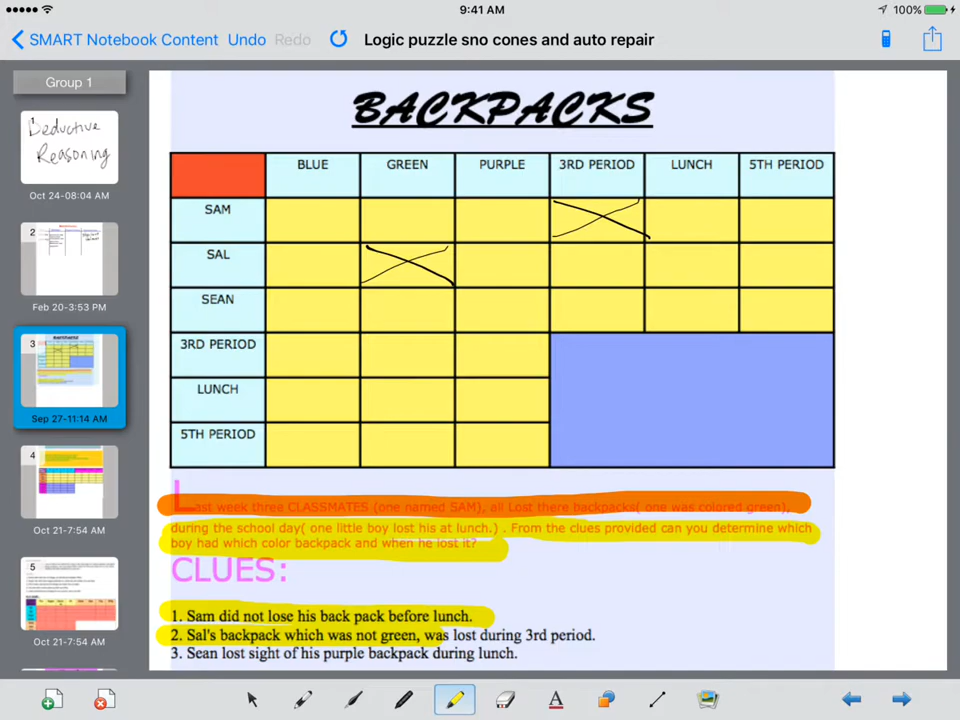 9:41 AM
100%
SMART Notebook Content
Undo
Redo
Logic puzzle sno cones and auto repair
Group 1
Deductive
Reasoning
Oct 24-08:04 AM
2
Feb 20-3:53 PM
3
Sep 27-11:14 AM
4
Oct 21-7:54 AM
5
Oct 21-7:54 AM
BACKPACKS
BLUE GREEN PURPLE 3RD PERIOD LUNCH 5TH PERIOD
SAM
SAL
SEAN
3RD PERIOD
LUNCH
5TH PERIOD
Last week three CLASSMATES (one named SAM), all Lost there backpacks( one was colored green),
during the school day( one little boy lost his at lunch.) . From the clues provided can you determine which
boy had which color backpack and when he lost it?
CLUES:
1. Sam did not lose his back pack before lunch.
2. Sal's backpack which was not green, was lost during 3rd period.
3. Sean lost sight of his purple backpack during lunch.
A